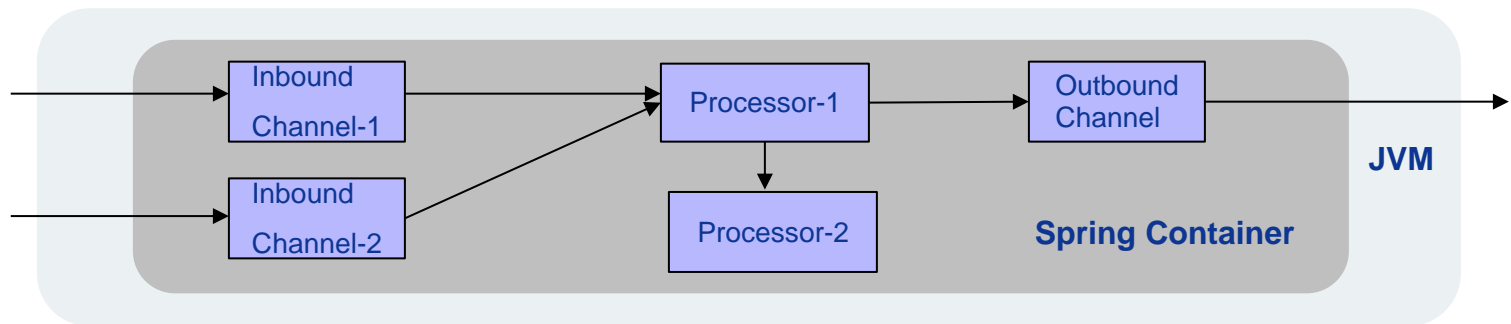 Inbound
Channel-1
Processor-1
Outbound
Channel
JVM
Inbound
Channel-2
Processor-2
Spring Container